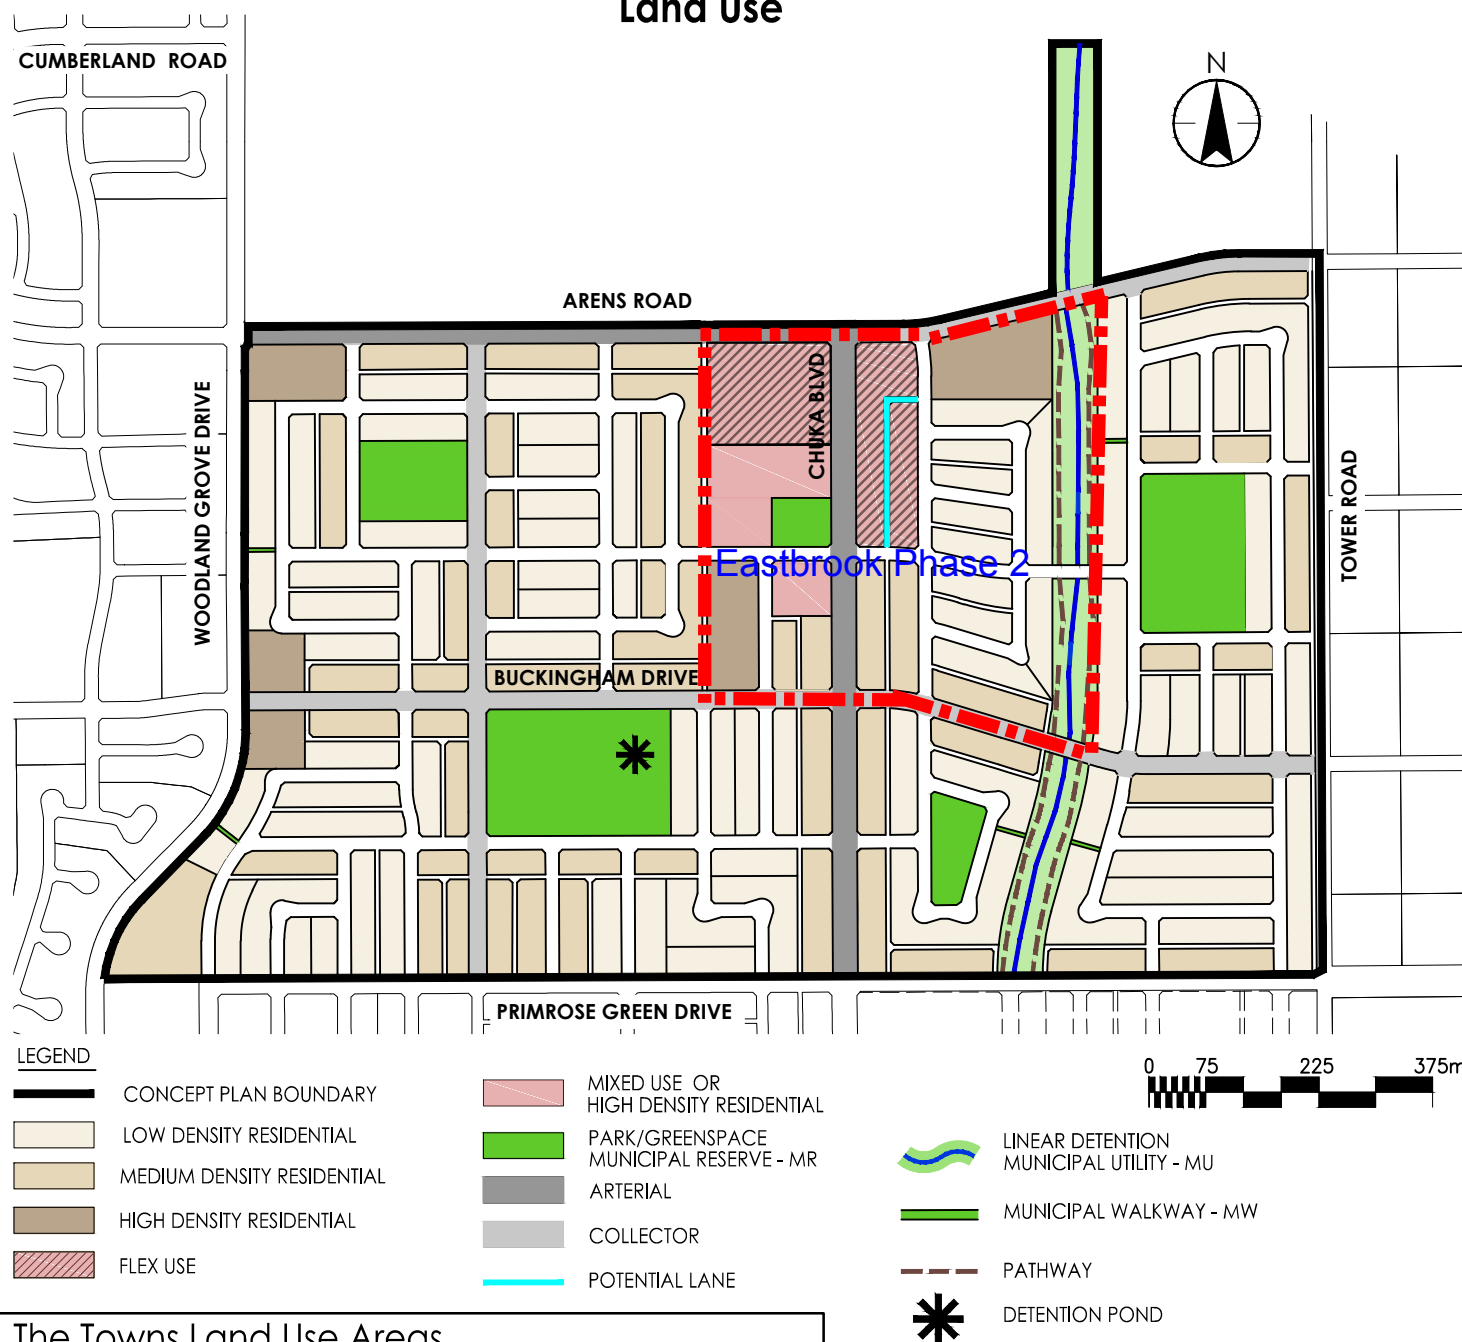 Land Use
CUMBERLAND ROAD
N
ARENS ROAD
CHUKA BLVD
WOODLAND GROVE DRIVE
TOWER ROAD
Eastbrook Phase 2
BUCKINGHAM DRIVE
PRIMROSE GREEN DRIVE
LEGEND
CONCEPT PLAN BOUNDARY
LOW DENSITY RESIDENTIAL
MEDIUM DENSITY RESIDENTIAL
HIGH DENSITY RESIDENTIAL
FLEX USE
MIXED USE OR
HIGH DENSITY RESIDENTIAL
PARK/GREENSPACE
MUNICIPAL RESERVE - MR
ARTERIAL
COLLECTOR
POTENTIAL LANE
0 75 225 375m
LINEAR DETENTION
MUNICIPAL UTILITY - MU
MUNICIPAL WALKWAY - MW
PATHWAY
DETENTION POND
The Towns Land Use Areas